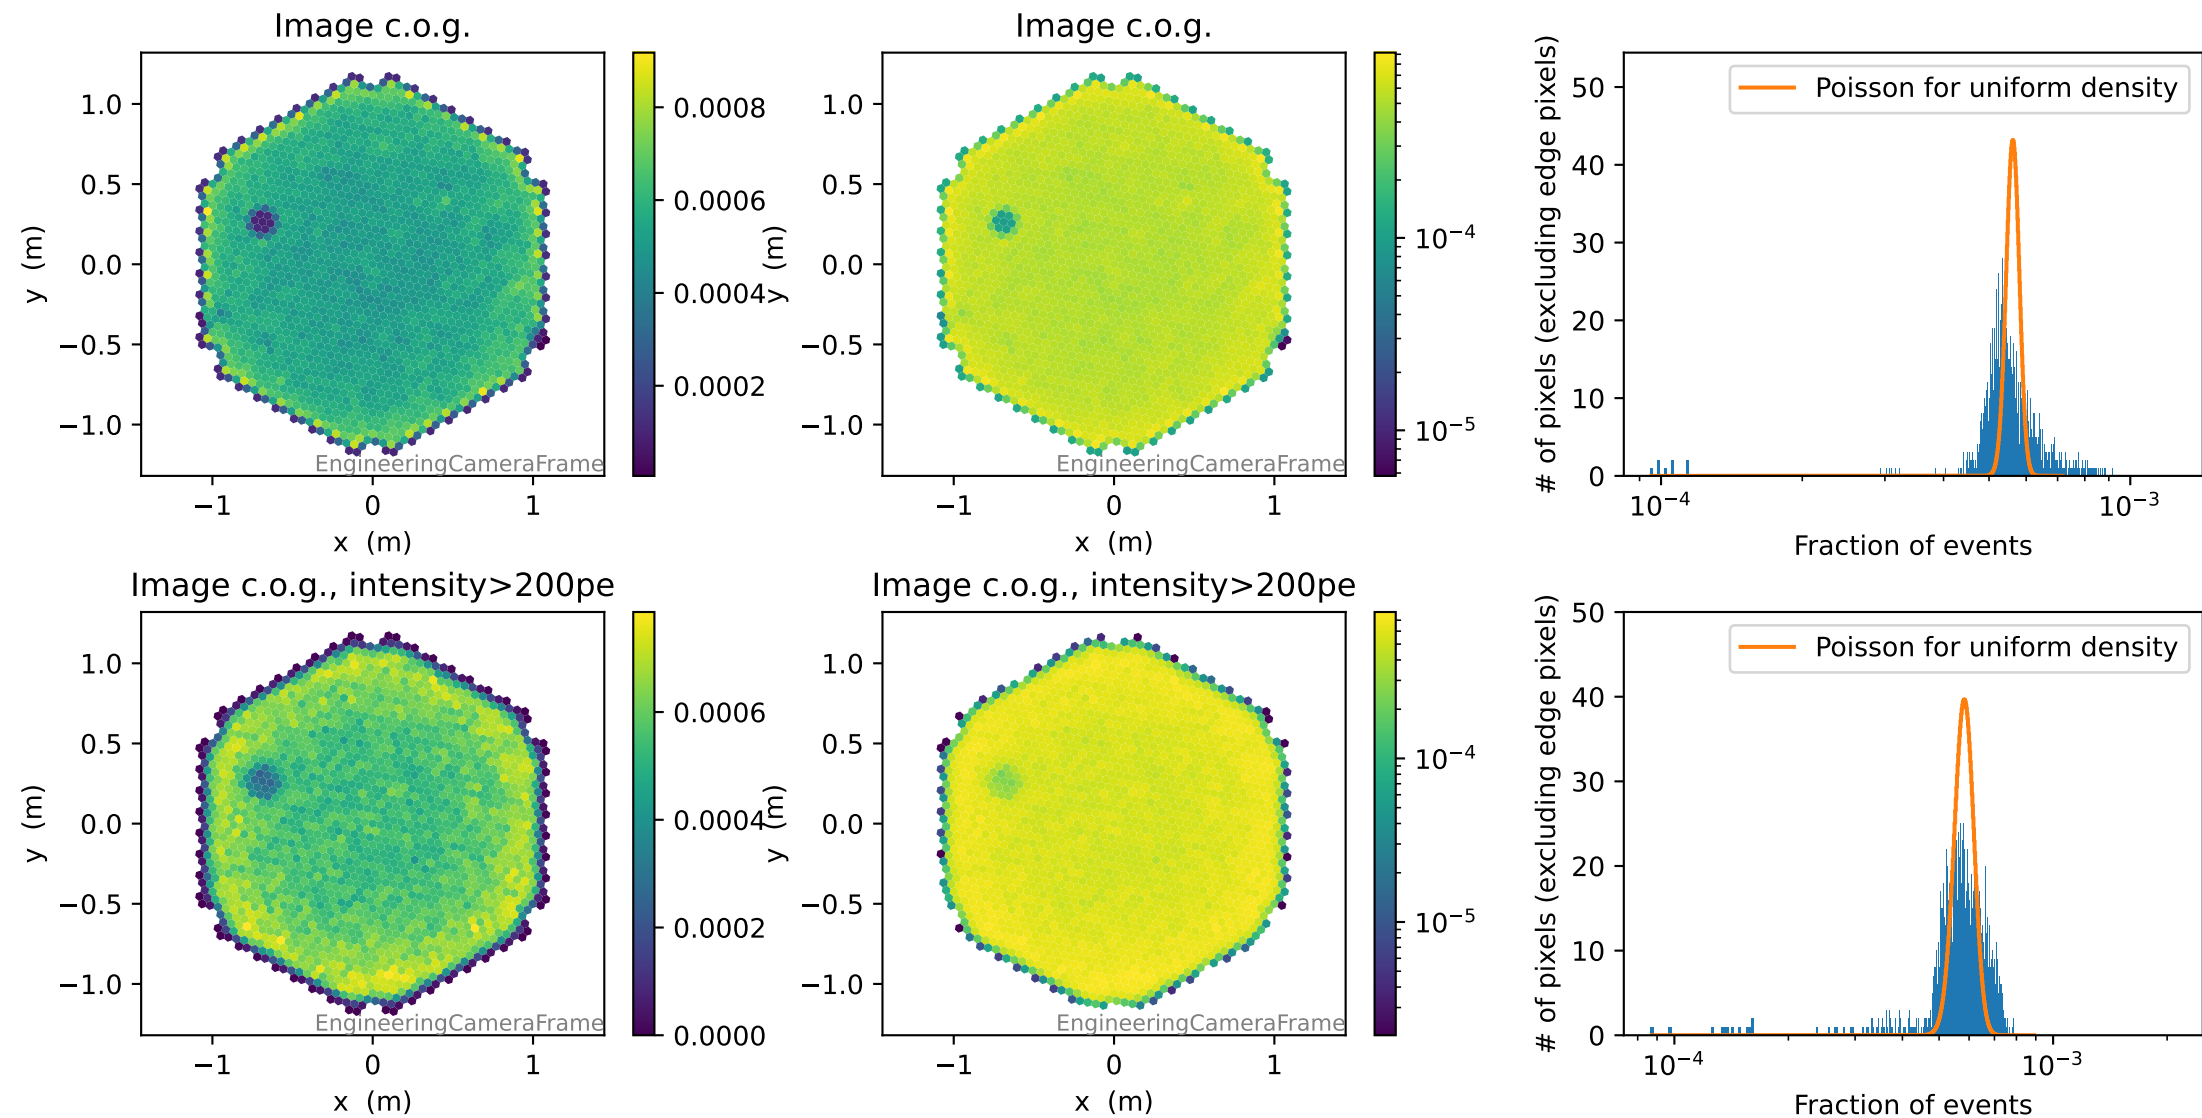 Image c.o.g.
1.0
0.5
0.0
−0.5
−1.0
y (m)
−1 0 1
x (m)
EngineeringCameraFrame
0.0008
0.0006
0.0004
0.0002
Image c.o.g.
1.0
0.5
0.0
−0.5
−1.0
y (m)
−1 0 1
x (m)
EngineeringCameraFrame
10−4
10−5
Poisson for uniform density
50
40
30
20
10
0
# of pixels (excluding edge pixels)
10−4 10−3
Fraction of events
Image c.o.g., intensity>200pe
1.0
0.5
0.0
−0.5
−1.0
y (m)
−1 0 1
x (m)
EngineeringCameraFrame
0.0006
0.0004
0.0002
0.0000
Image c.o.g., intensity>200pe
1.0
0.5
0.0
−0.5
−1.0
y (m)
−1 0 1
x (m)
EngineeringCameraFrame
10−4
10−5
Poisson for uniform density
50
40
30
20
10
0
# of pixels (excluding edge pixels)
10−4 10−3
Fraction of events